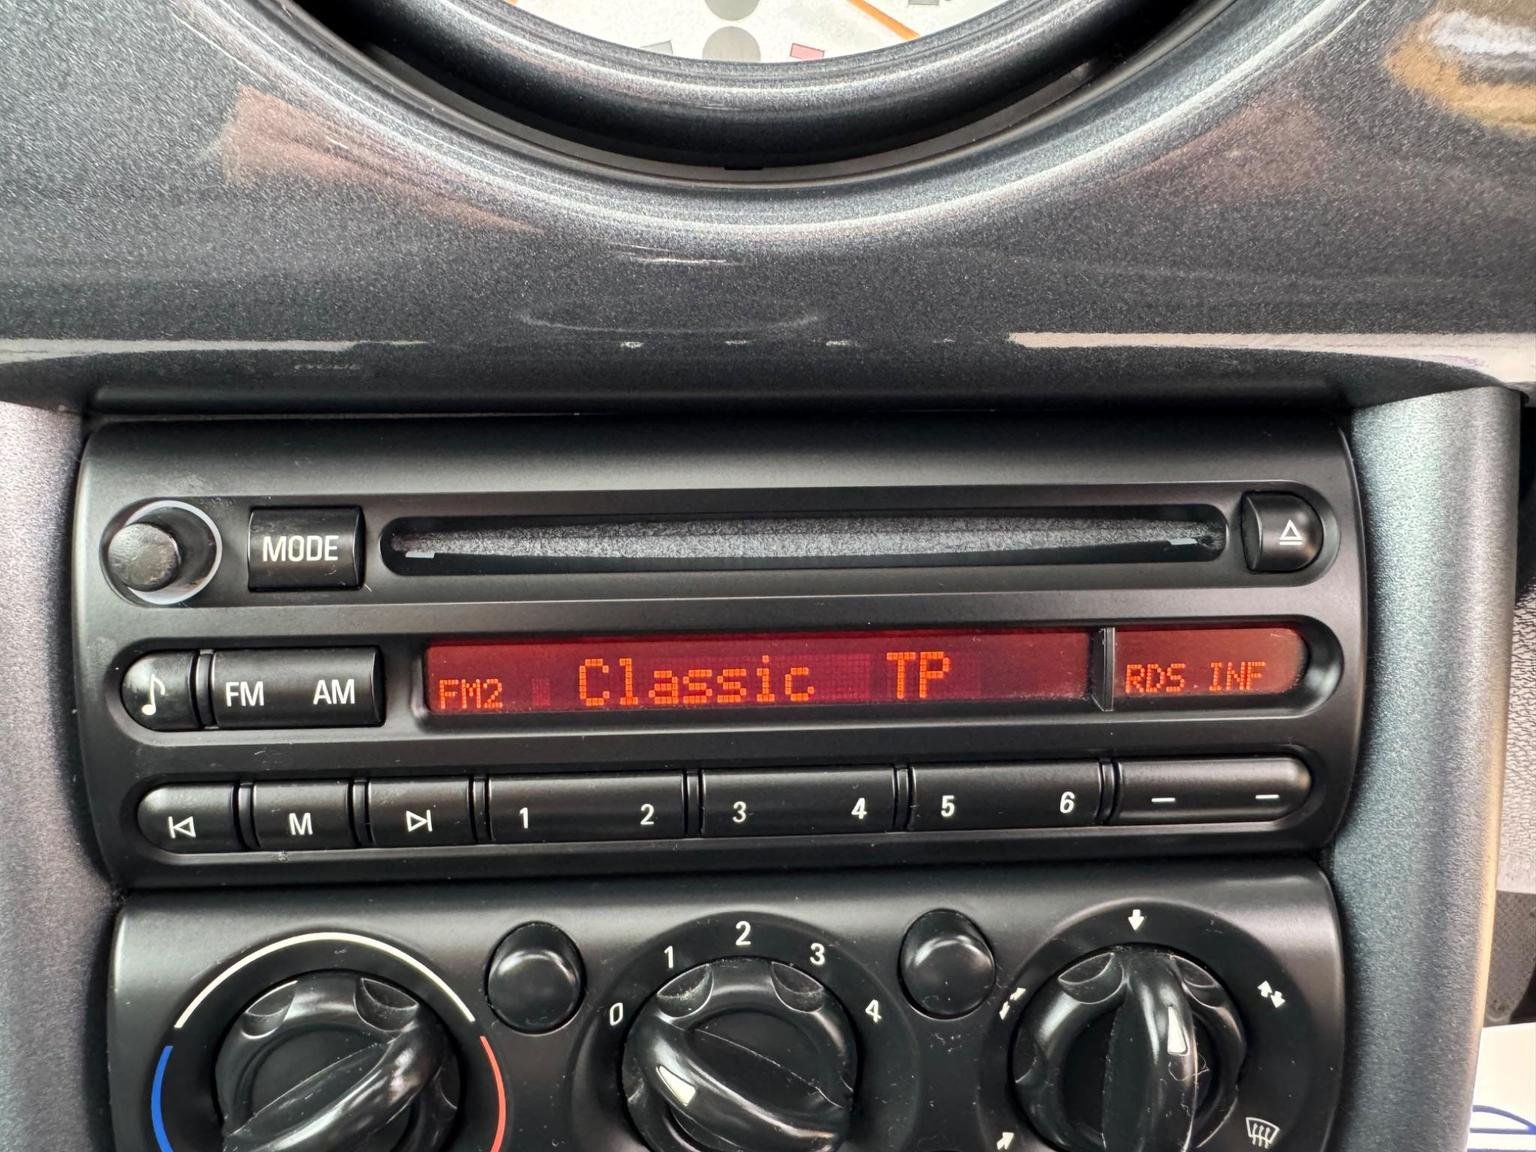 MODE
FM AM
FM2 Classic TP RDS INF
M 1 2 3 4 5 6
0 1 2 3 4